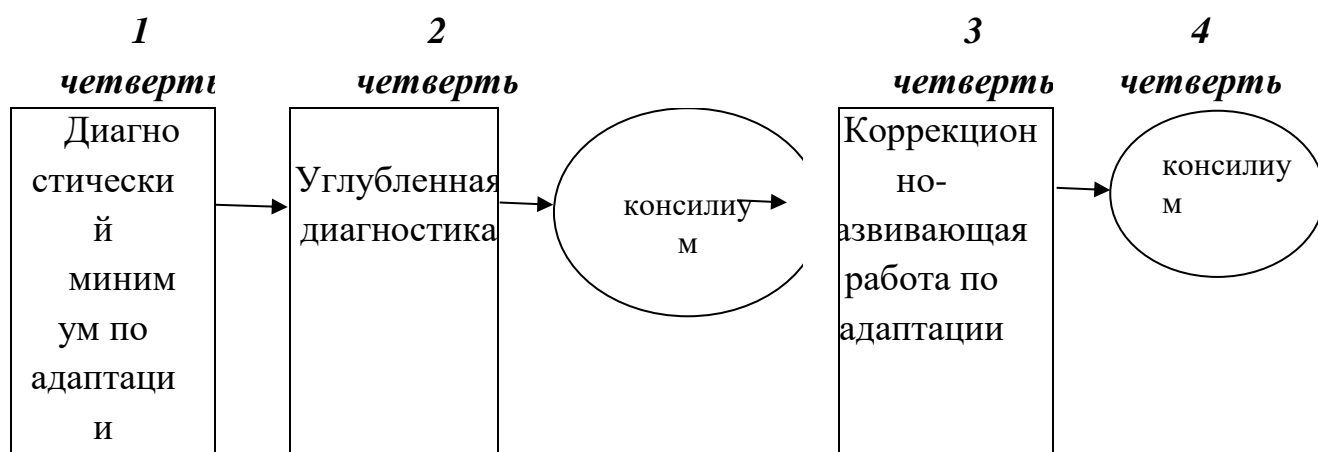 1
четверть
2
четверть
3
четверть
4
четверть
Диагно
стически
й
миним
ум по
адаптаци
и
Углубленная
диагностика
консилиу
м
Коррекцион
но-
азвивающая
работа по
адаптации
консилиу
м